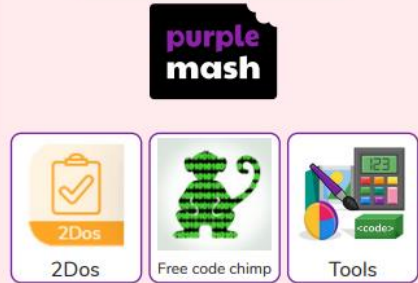 purple
mash
2Dos
123
<code>
2Dos
Free code chimp
Tools